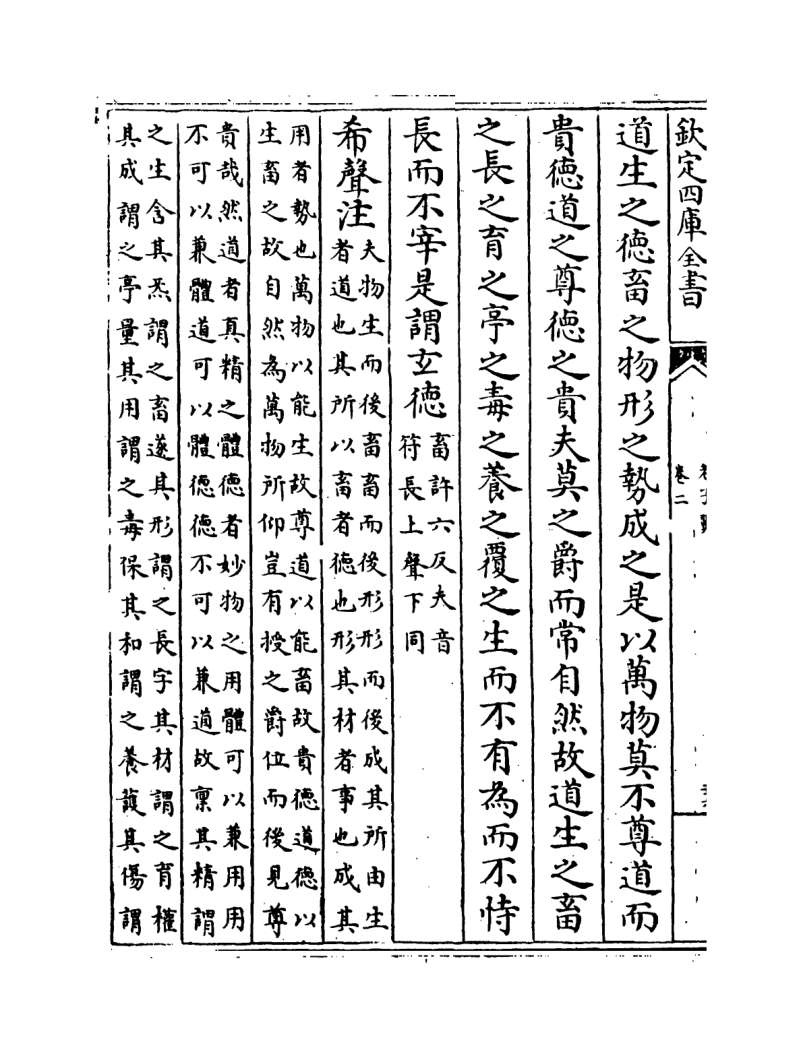 欽定四庫全書
卷二
道生之德畜之物形之勢成之是以萬物莫不尊道而
貴德道之尊德之貴夫莫之爵而常自然故道生之畜
之長之育之亭之毒之養之覆之生而不有為而不恃
長而不宰是謂玄德
畜許六反夫音
符長上聲下同
希聲注
夫物生而後畜畜而後形形而後成其所由生
者道也其所以畜者德也形其材者事也成其
用者勢也萬物以能生故尊道以能畜故貴德道德以
生畜之故自然為萬物所仰豈有授之爵位而後見尊
貴哉然道者真精之體德者妙物之用體可以兼用用
不可以兼體道可以體德德不可以兼道故禀其精謂
之生含其炁謂之畜遂其形謂之長字其材謂之育權
其成謂之亭量其用謂之毒保其和謂之養護其傷謂